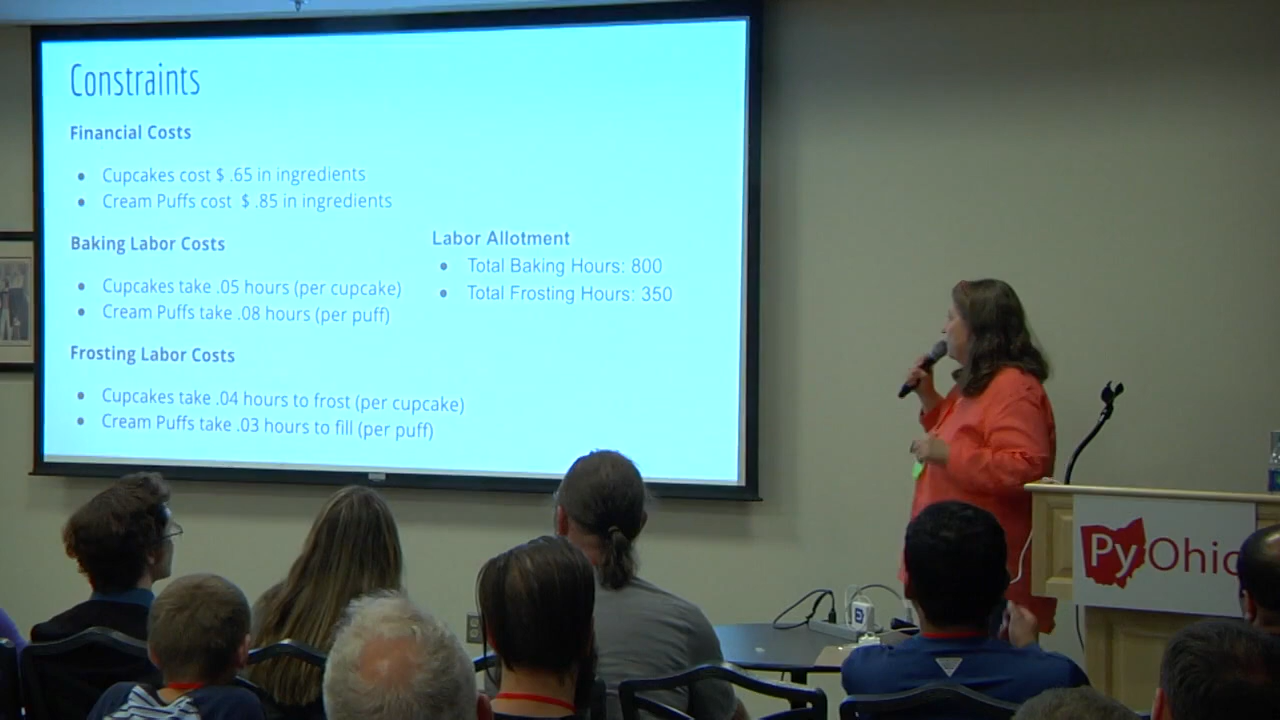 Constraints
Financial Costs
• Cupcakes cost $ .65 in ingredients
• Cream Puffs cost $ .85 in ingredients
Baking Labor Costs
• Cupcakes take .05 hours (per cupcake)
• Cream Puffs take .08 hours (per puff)
Frosting Labor Costs
• Cupcakes take .04 hours to frost (per cupcake)
• Cream Puffs take .03 hours to fill (per puff)
Labor Allotment
• Total Baking Hours: 800
• Total Frosting Hours: 350
PyOhio